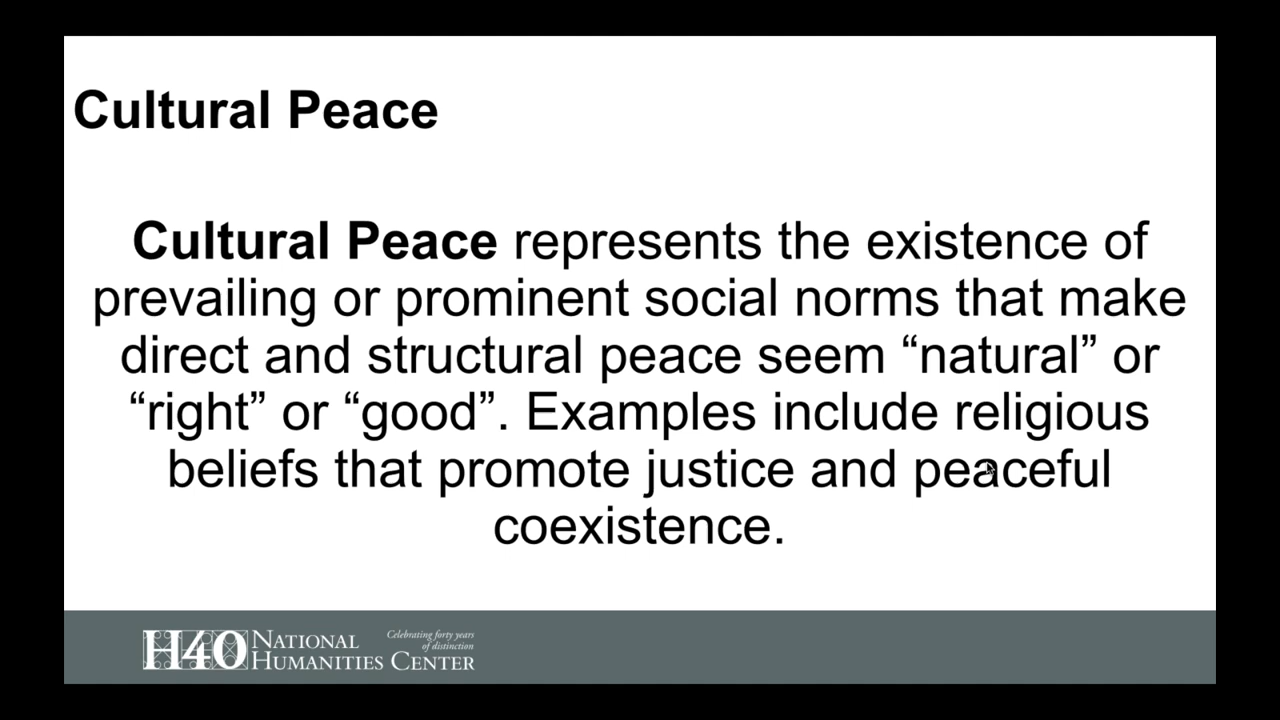 Cultural Peace
Cultural Peace represents the existence of
prevailing or prominent social norms that make
direct and structural peace seem “natural” or
“right” or “good”. Examples include religious
beliefs that promote justice and peaceful
coexistence.
H40
NATIONAL
HUMANITIES CENTER
Celebrating forty years
of distinction